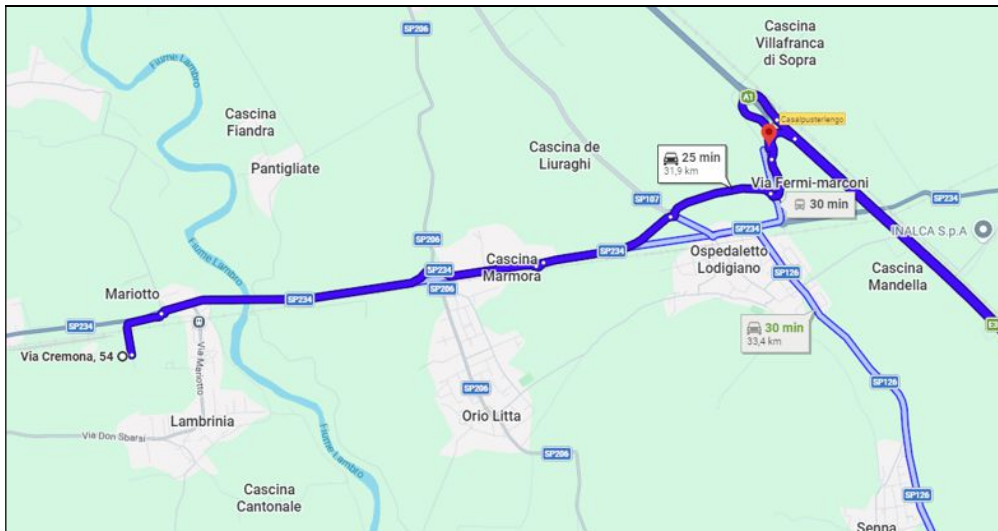 SP206
Cascina
Villafranca
di Sopra
Fiume Lambro
A1
Casalpusterlengo
Cascina
Fiandra
Cascina de
Liuraghi
Pantigliate
25 min
31,9 km
Via Fermi-marconi
30 min
SP107
SP234
SP206
SP234
INALCA S.p.A
Cascina
Marmora
SP234
Ospedaletto
Lodigiano
SP234
SP206
SP126
Cascina
Mandella
Fiume Lambro
Mariotto
SP234
SP234
30 min
33,4 km
Via Cremona, 54
Via Mariotto
SP126
SP206
Lambrinia
Orio Litta
Via Don Sbarsi
SP206
Fiume Lambro
Cascina
Cantonale
SP126
Senna